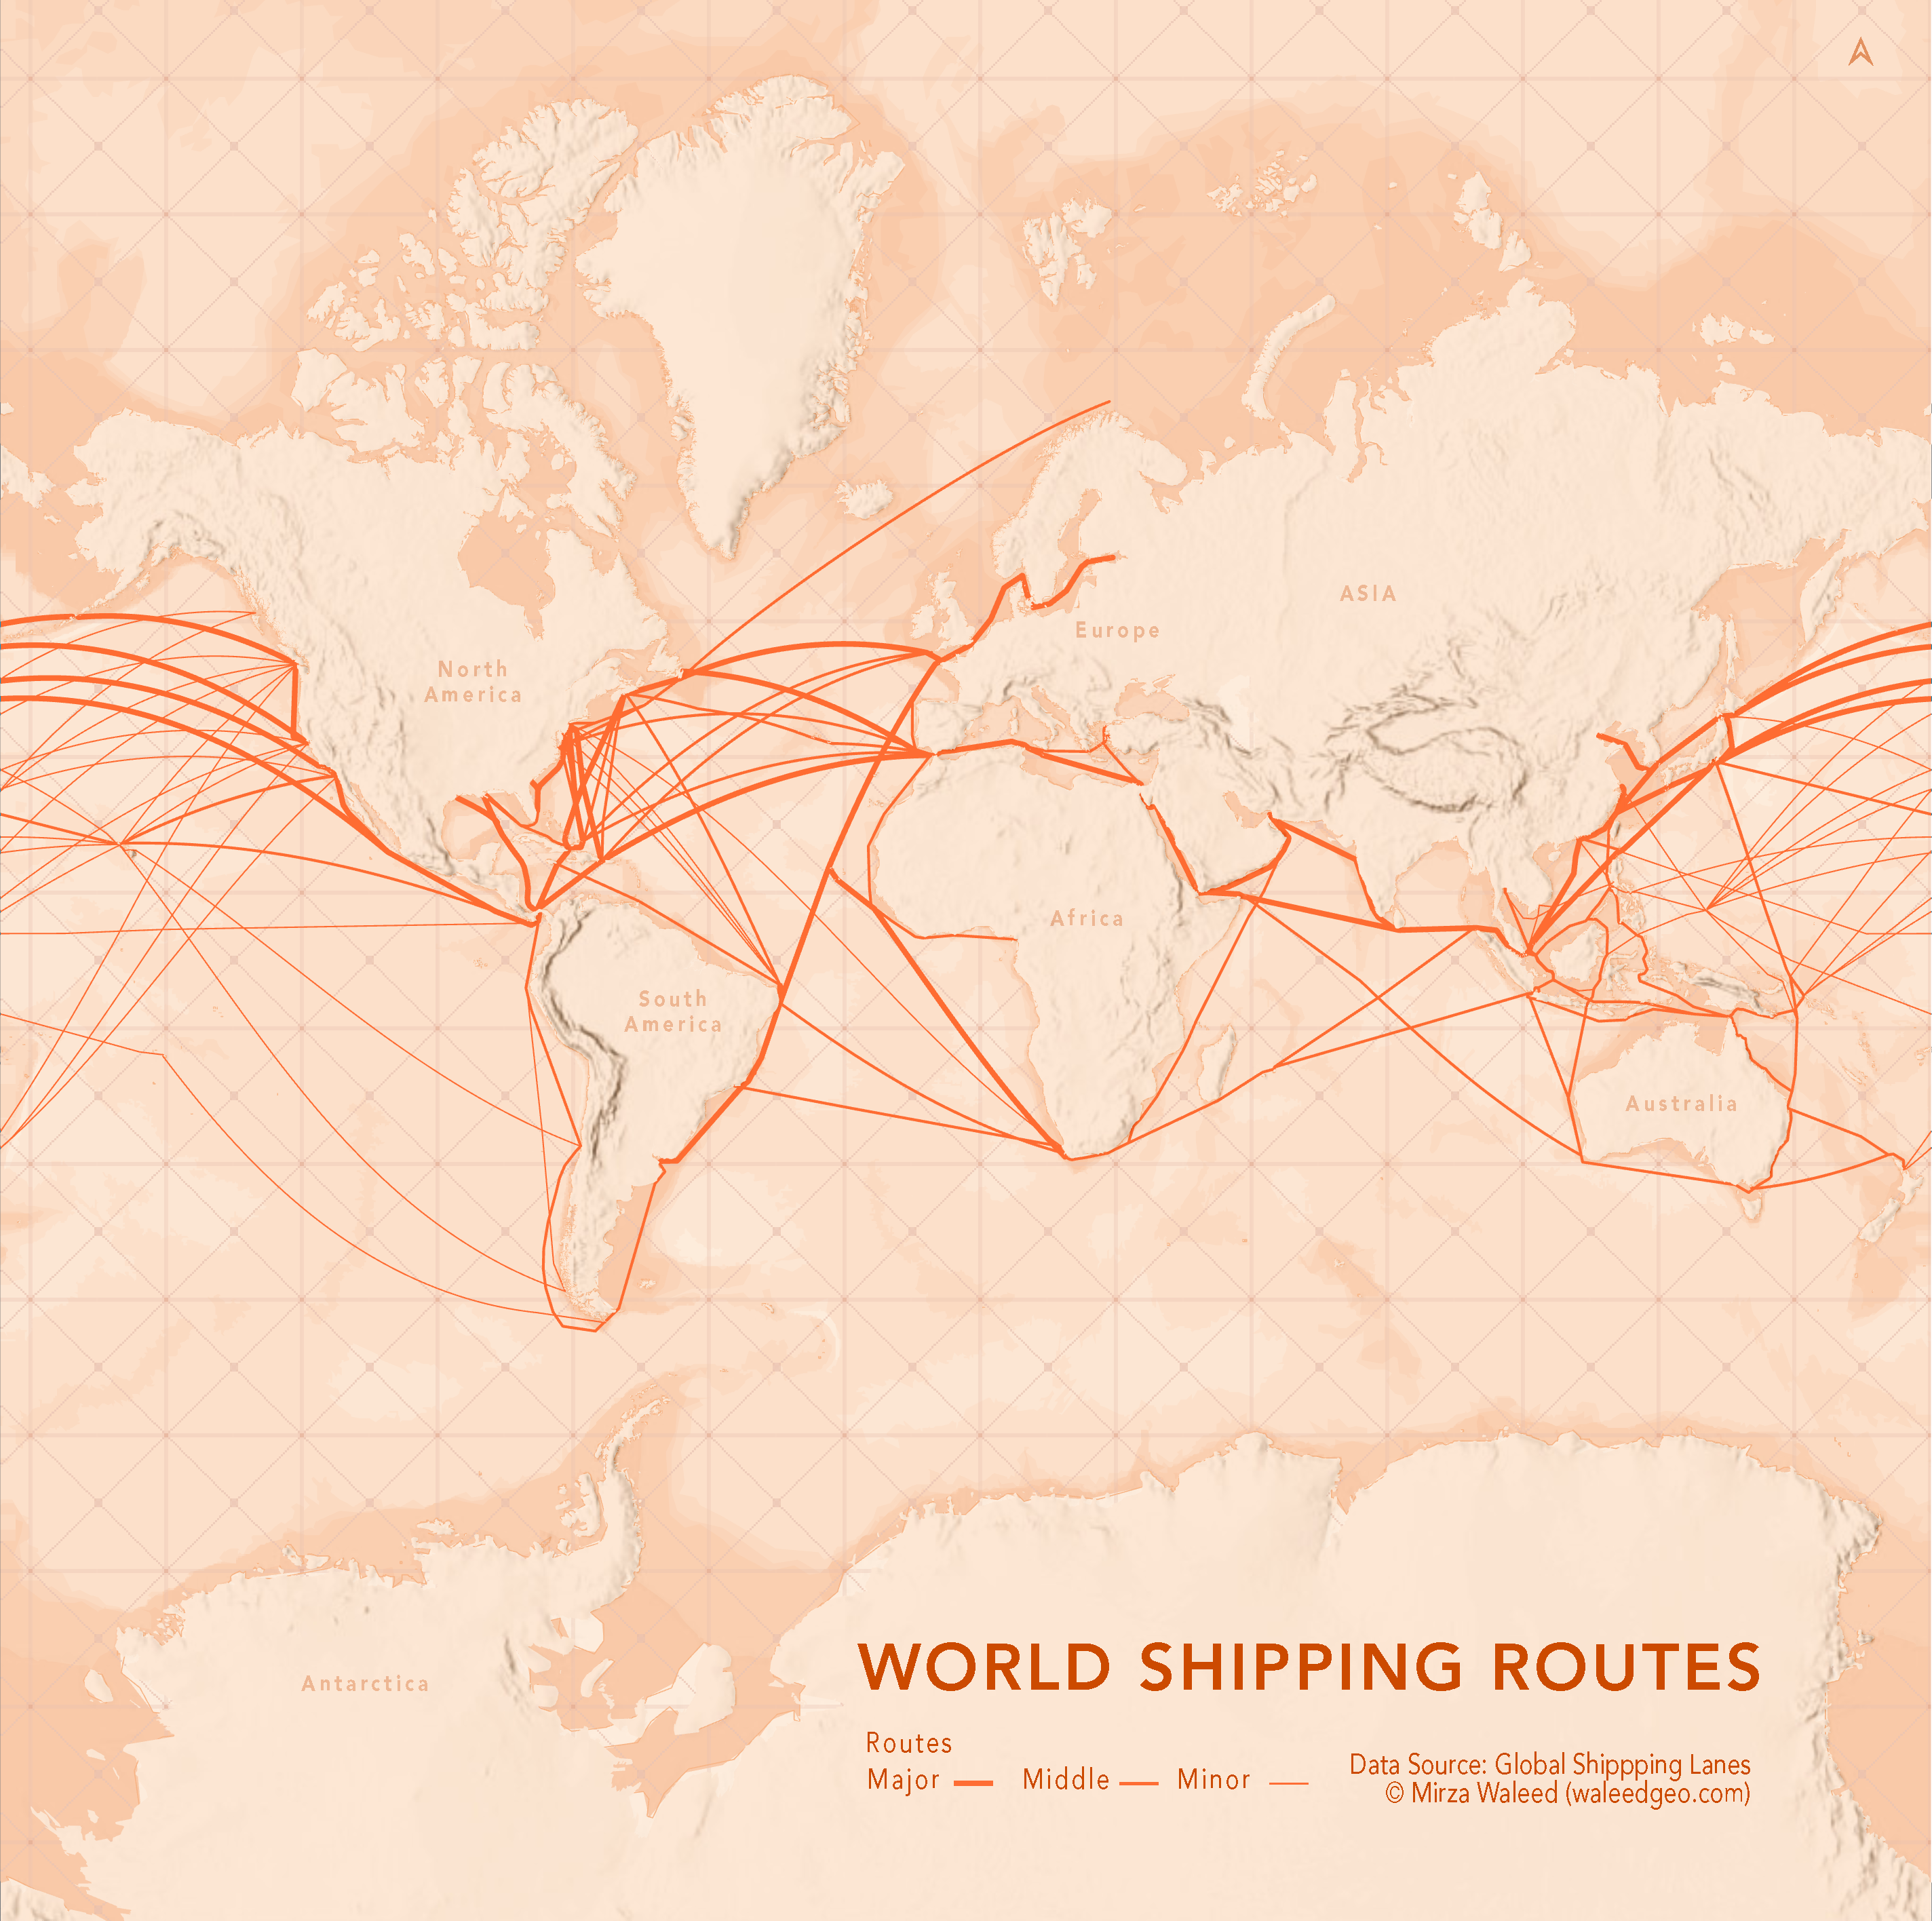 ASIA
Europe
North
America
Africa
South
America
Australia
WORLD SHIPPING ROUTES
Antarctica
Routes
Major
Middle
Minor
Data Source: Global Shippping Lanes
© Mirza Waleed (waleedgeo.com)